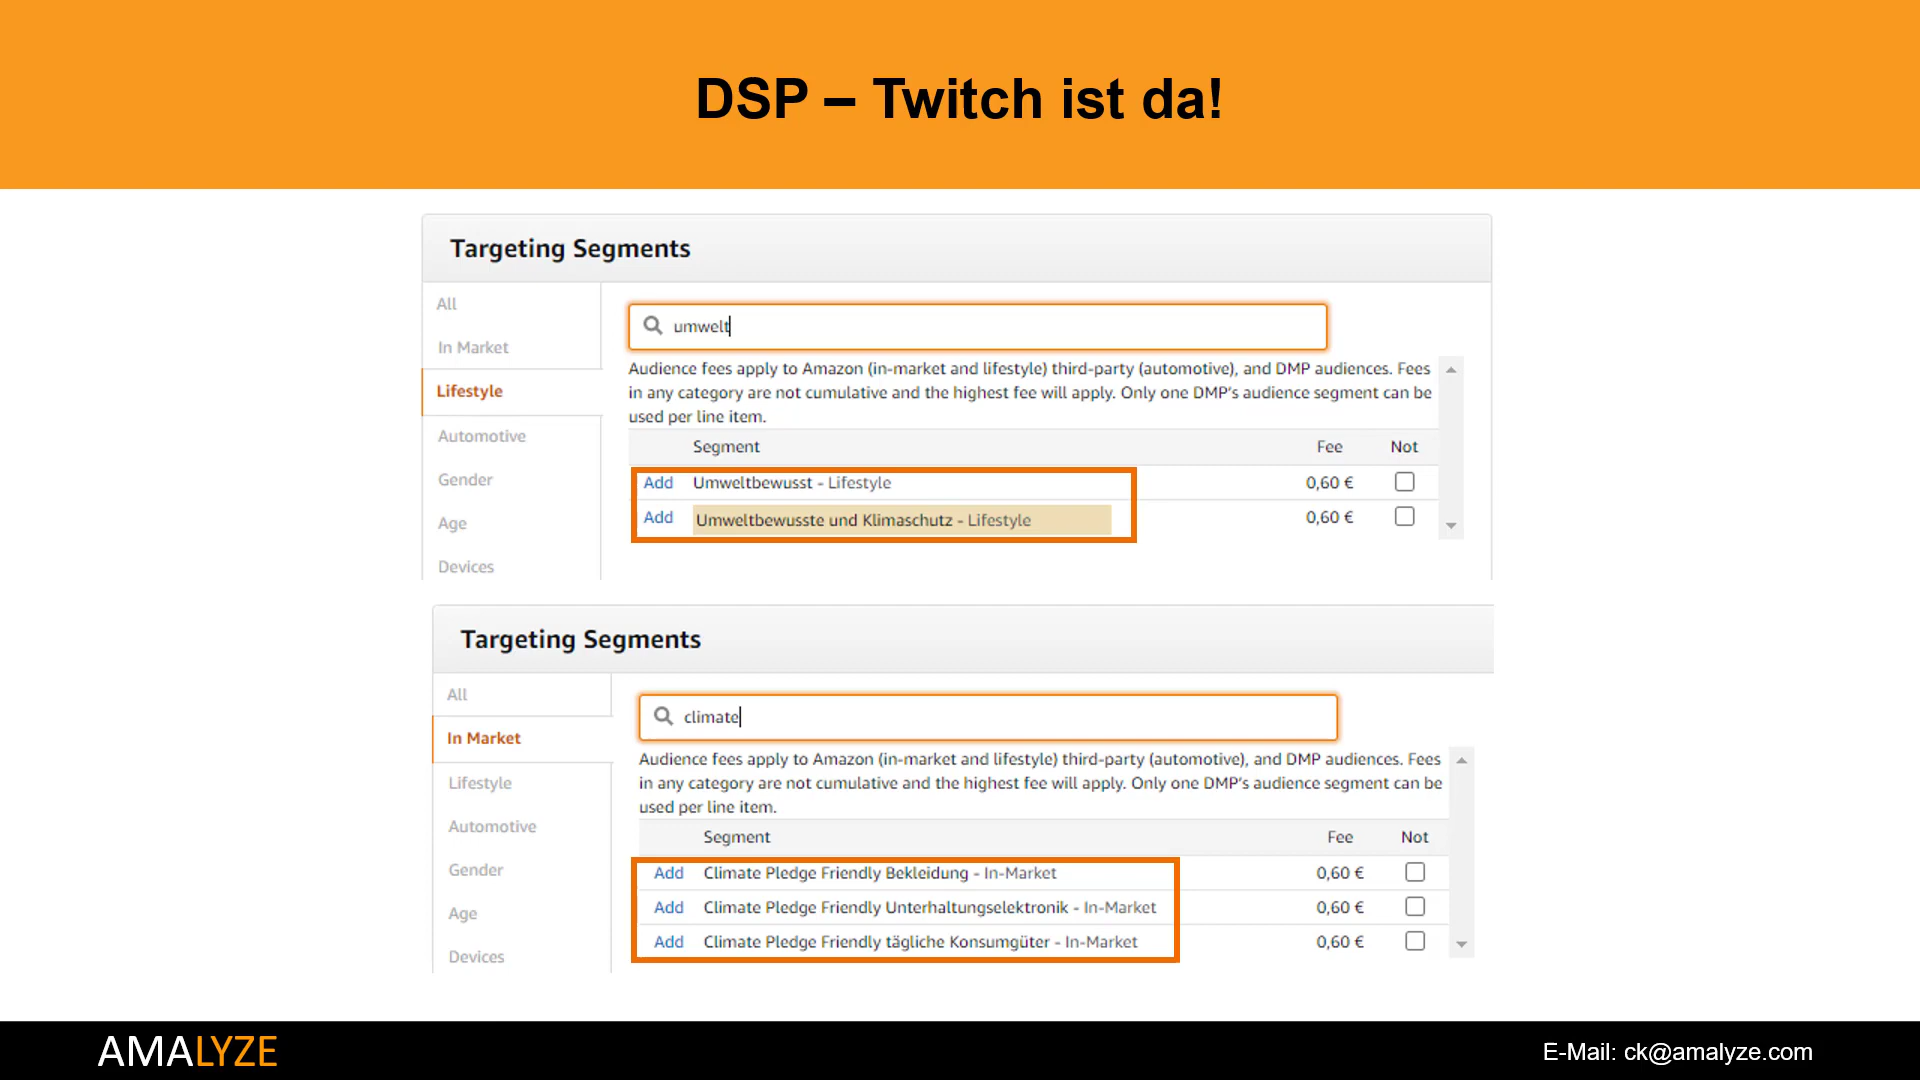 DSP – Twitch ist da!
Targeting Segments
All
In Market
Lifestyle
Automotive
Gender
Age
Devices
umwelt
Audience fees apply to Amazon (in-market and lifestyle) third-party (automotive), and DMP audiences. Fees
in any category are not cumulative and the highest fee will apply. Only one DMP's audience segment can be
used per line item.
Segment Fee Not
Add Umweltbewusst - Lifestyle 0,60 €
Add Umweltbewusste und Klimaschutz - Lifestyle 0,60 €
Targeting Segments
All
In Market
Lifestyle
Automotive
Gender
Age
Devices
climate
Audience fees apply to Amazon (in-market and lifestyle) third-party (automotive), and DMP audiences. Fees
in any category are not cumulative and the highest fee will apply. Only one DMP's audience segment can be
used per line item.
Segment Fee Not
Add Climate Pledge Friendly Bekleidung - In-Market 0,60 €
Add Climate Pledge Friendly Unterhaltungselektronik - In-Market 0,60 €
Add Climate Pledge Friendly tägliche Konsumgüter - In-Market 0,60 €
AMALYZE
E-Mail: ck@amalyze.com